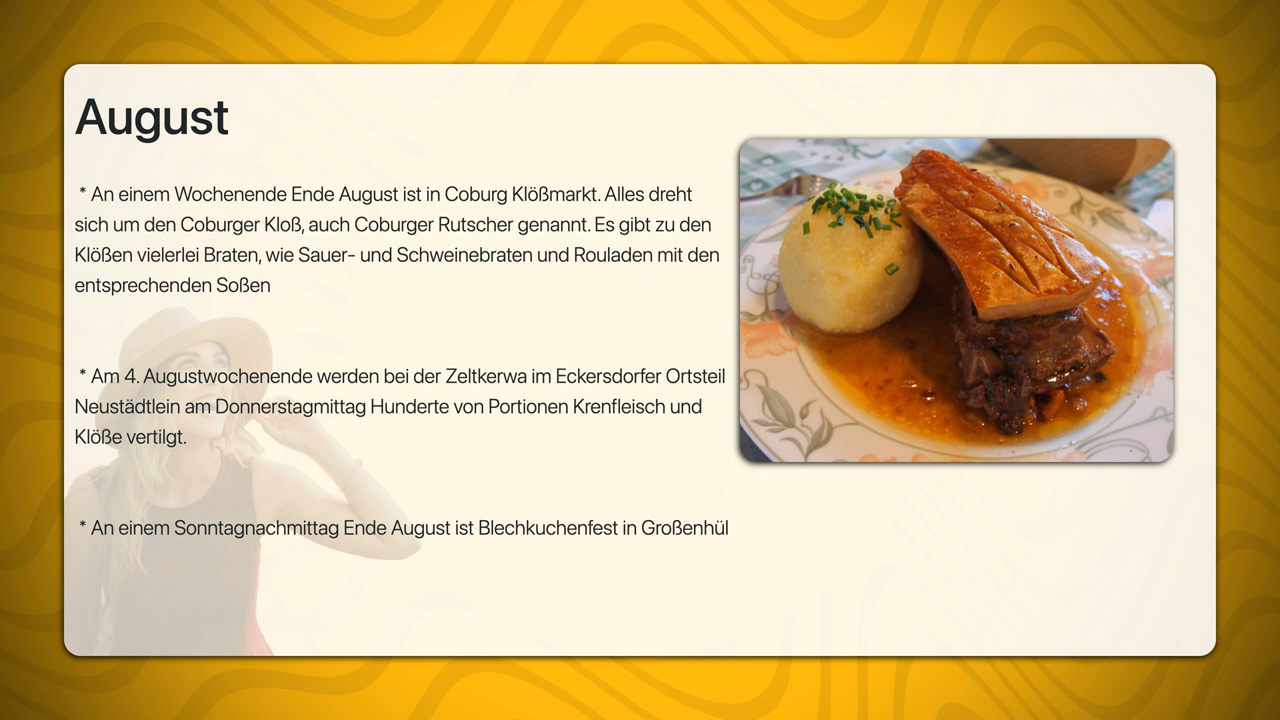 August
* An einem Wochenende Ende August ist in Coburg Klößmarkt. Alles dreht
sich um den Coburger Kloß, auch Coburger Rutscher genannt. Es gibt zu den
Klößen vielerlei Braten, wie Sauer- und Schweinebraten und Rouladen mit den
entsprechenden Soßen
* Am 4. Augustwochenende werden bei der Zeltkerwa im Eckersdorfer Ortsteil
Neustädtlein am Donnerstagmittag Hunderte von Portionen Krenfleisch und
Klöße vertilgt.
* An einem Sonntagnachmittag Ende August ist Blechkuchenfest in Großenhül